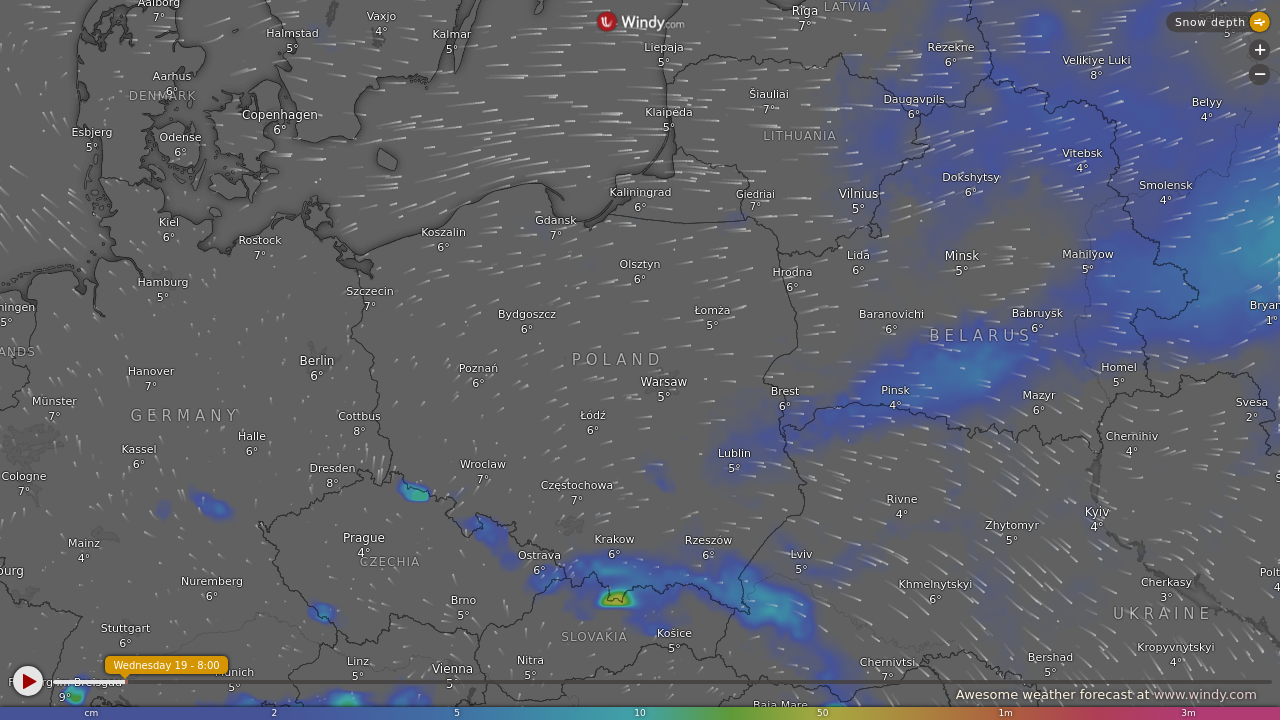 Aalborg
7°
Halmstad
5°
Vaxjo
4°
Kalmar
5°
Windy.com
Liepaja
5°
Riga
7°
LATVIA
Rēzekne
6°
Velikiye Luki
8°
Snow depth
5°
+
−
Aarhus
6°
DENMARK
Copenhagen
6°
Esbjerg
5°
Odense
6°
Klaipėda
5°
Šiauliai
7°
LITHUANIA
Daugavpils
6°
Belyy
4°
Vitebsk
4°
Dokshytsy
6°
Smolensk
4°
Kaliningrad
6°
Giedriai
7°
Vilnius
5°
Kiel
6°
Rostock
7°
Koszalin
6°
Gdansk
7°
Olsztyn
6°
Hrodna
6°
Lida
6°
Minsk
5°
Mahilyow
5°
Hamburg
5°
Szczecin
7°
ningen
5°
Bydgoszcz
6°
Łomża
5°
Baranovichi
6°
Babruysk
6°
Bryan
1°
BELARUS
ANDS
Hanover
7°
Berlin
6°
Poznań
6°
POLAND
Warsaw
5°
Brest
6°
Pinsk
4°
Homel
5°
Mazyr
6°
Svesa
2°
Münster
7°
GERMANY
Cottbus
8°
Łódź
6°
Chernihiv
4°
Kassel
6°
Halle
6°
Dresden
8°
Wroclaw
7°
Częstochowa
7°
Lublin
5°
Cologne
7°
Rivne
4°
Kyiv
4°
Zhytomyr
5°
Mainz
4°
Prague
4°
CZECHIA
Ostrava
6°
Krakow
6°
Rzeszow
6°
Lviv
5°
burg
Nuremberg
6°
Brno
5°
Khmelnytskyi
6°
Cherkasy
3°
Polt
4
UKRAINE
Stuttgart
6°
SLOVAKIA
Košice
5°
Kropyvnytskyi
4°
Wednesday 19 - 8:00
Munich
5°
Linz
5°
Vienna
5°
Nitra
5°
Chernivtsi
7°
Bershad
5°
9°
Baia Mare
Awesome weather forecast at www.windy.com
cm 2 5 10 50 1m 3m